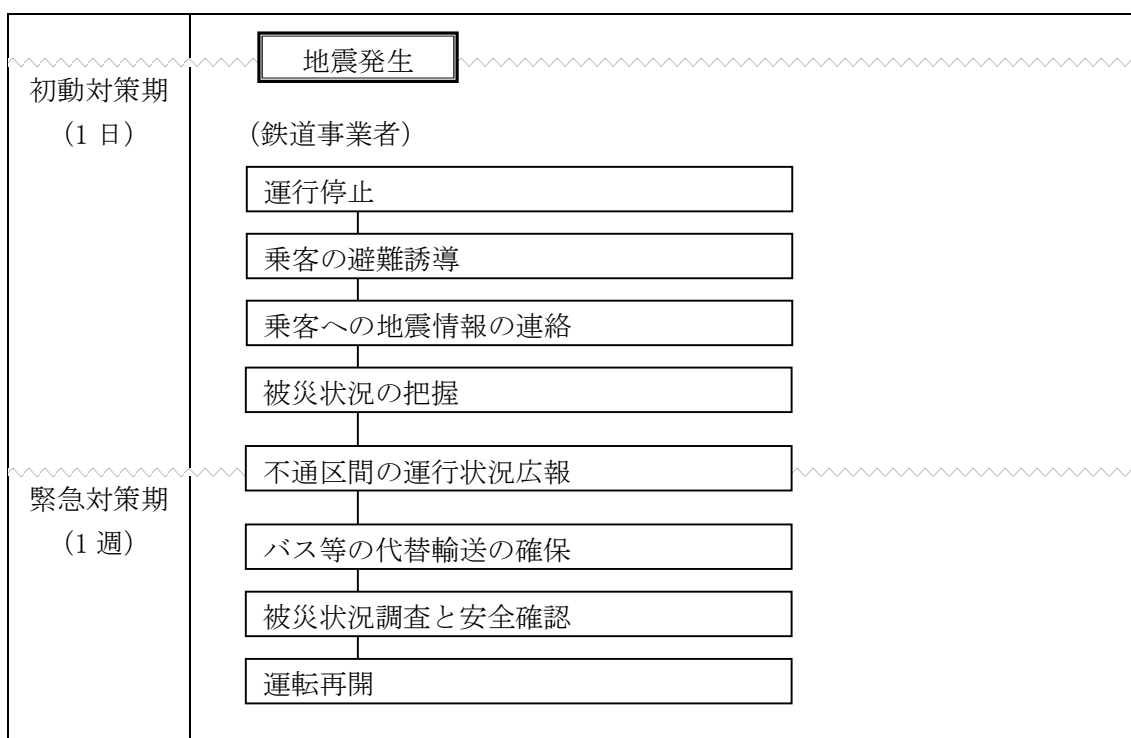 地震発生
初動対策期
(1 日)
(鉄道事業者)
運行停止
乗客の避難誘導
乗客への地震情報の連絡
被災状況の把握
不通区間の運行状況広報
緊急対策期
(1 週)
バス等の代替輸送の確保
被災状況調査と安全確認
運転再開